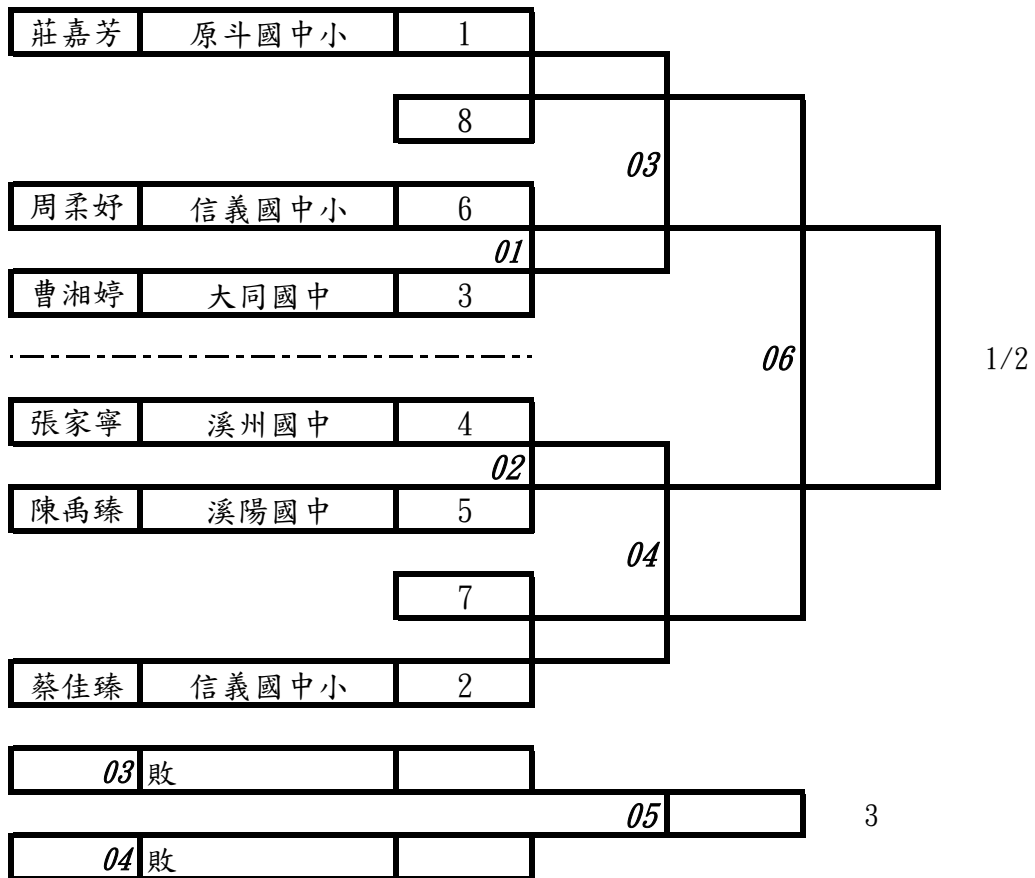 莊嘉芳 原斗國中小 1
8
03
周柔妤 信義國中小 6
01
曹湘婷 大同國中 3
06 1/2
張家寧 溪州國中 4
02
陳禹臻 溪陽國中 5
04
7
蔡佳臻 信義國中小 2
03 敗
05 3
04 敗